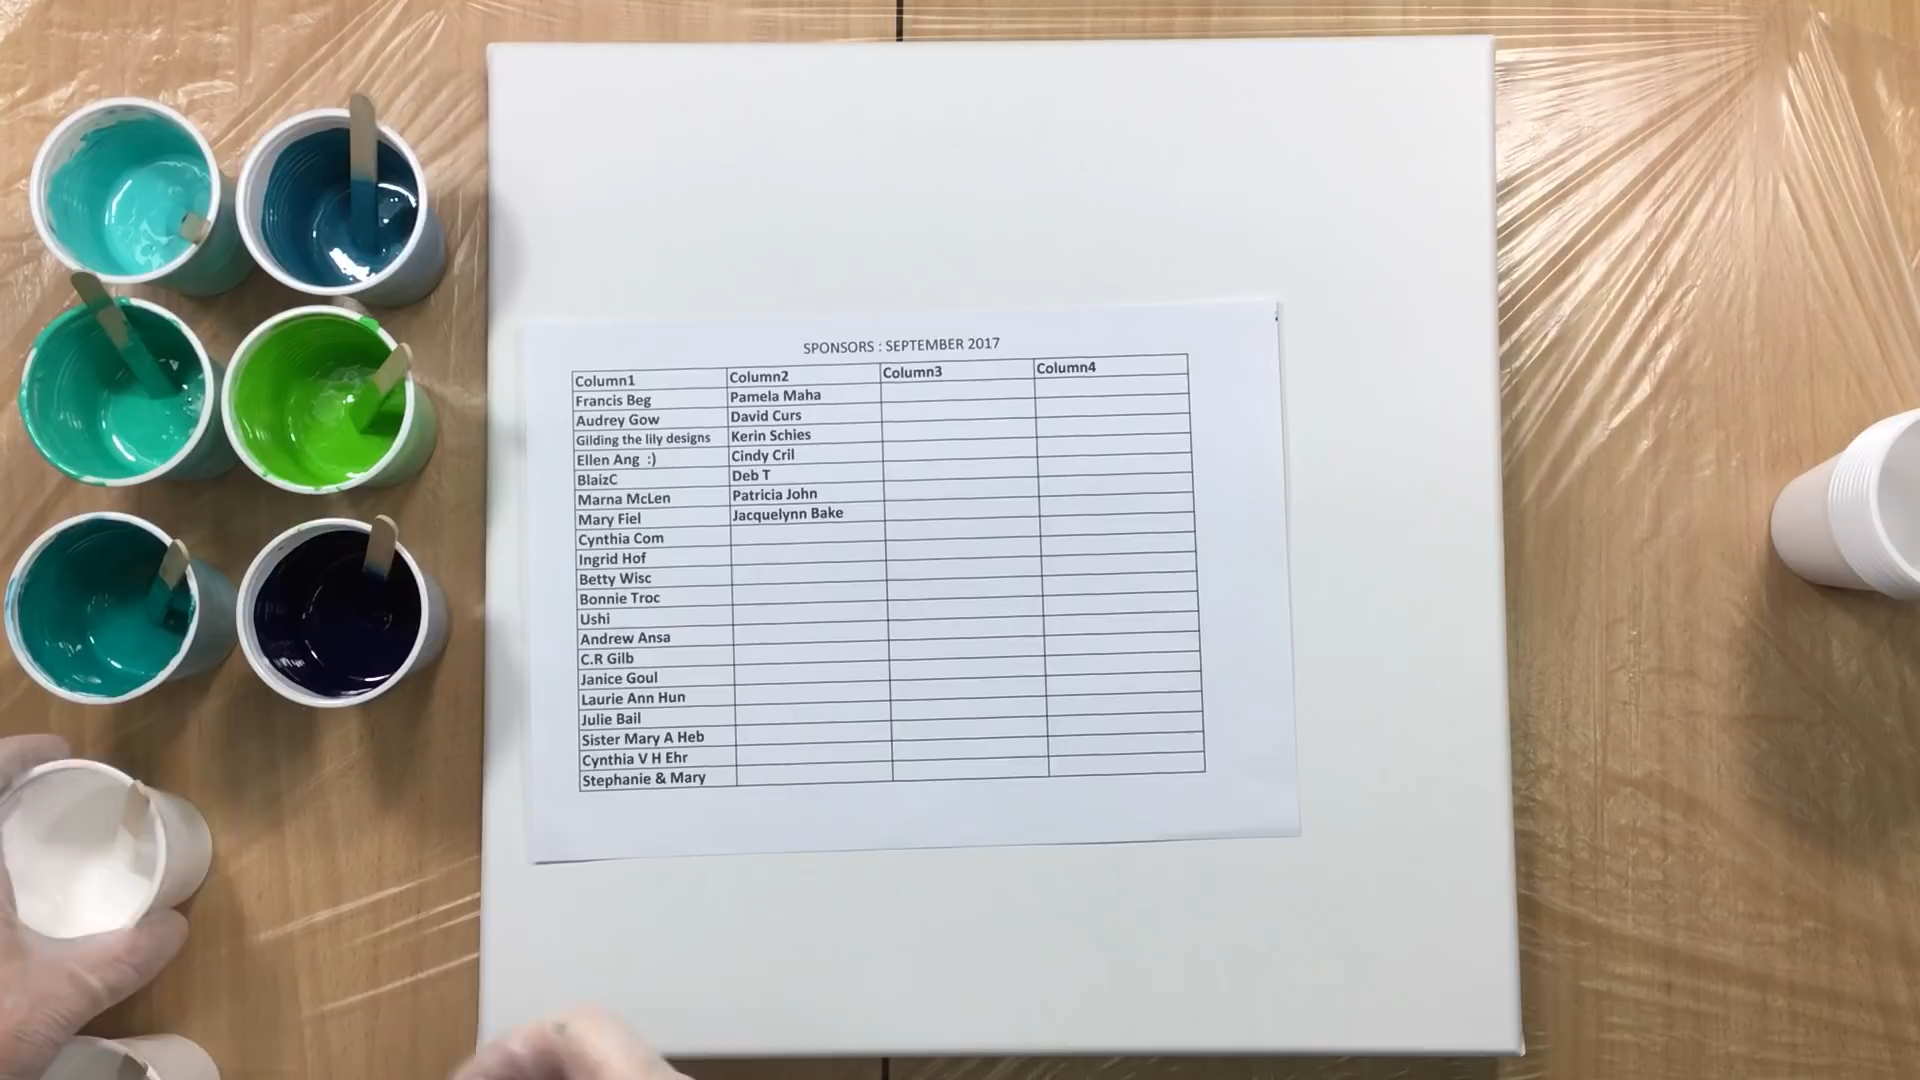 SPONSORS : SEPTEMBER 2017
Column1 Column2 Column3 Column4
Francis Beg Pamela Maha
Audrey Gow David Curs
Gilding the lily designs Kerin Schies
Ellen Ang :) Cindy Cril
BlaizC Deb T
Marna McLen Patricia John
Mary Fiel Jacquelynn Bake
Cynthia Com
Ingrid Hof
Betty Wisc
Bonnie Troc
Ushi
Andrew Ansa
C.R Gilb
Janice Goul
Laurie Ann Hun
Julie Bail
Sister Mary A Heb
Cynthia V H Ehr
Stephanie & Mary